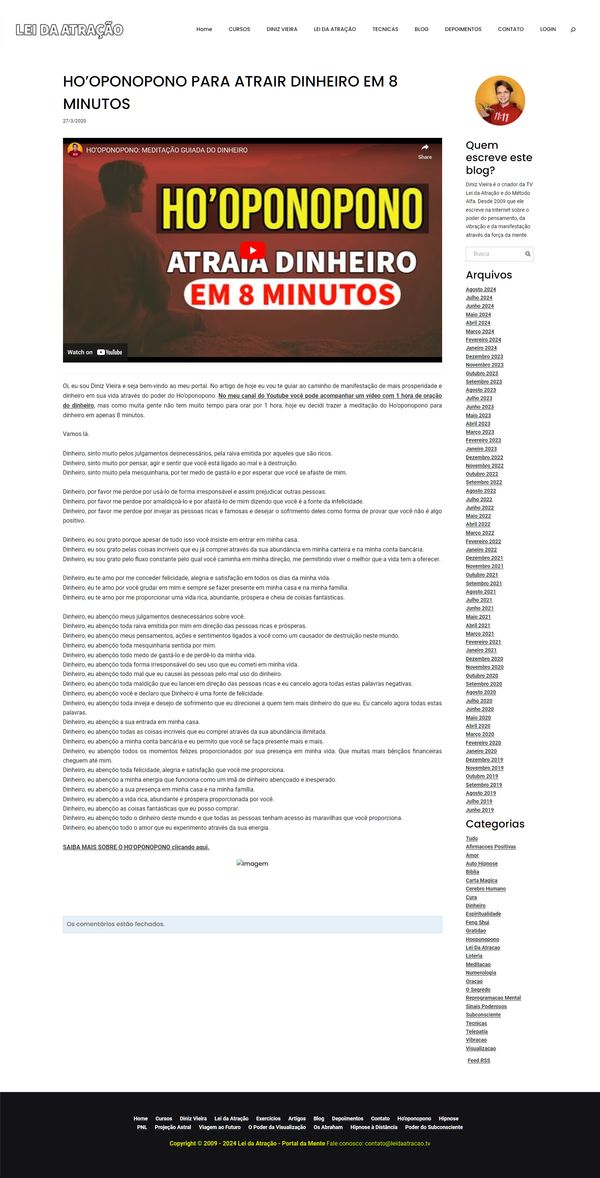 LEI DA ATRAÇÃO
Home CURSOS DINIZ VIEIRA LEI DA ATRAÇÃO TECNICAS BLOG DEPOIMENTOS CONTATO LOGIN
HO’OPONOPONO PARA ATRAIR DINHEIRO EM 8
MINUTOS
27/3/2020
HO'OPONOPONO: MEDITAÇÃO GUIADA DO DINHEIRO
Share
HO'OPONOPONO
ATRAIA DINHEIRO
EM 8 MINUTOS
Watch on YouTube
Oi, eu sou Diniz Vieira e seja bem-vindo ao meu portal. No artigo de hoje eu vou te guiar ao caminho de manifestação de mais prosperidade e
dinheiro em sua vida através do poder do Ho'oponopono. No meu canal do Youtube você pode acompanhar um vídeo com 1 hora de oração
do dinheiro, mas como muita gente não tem muito tempo para orar por 1 hora, hoje eu decidi trazer a meditação do Ho'oponopono para
dinheiro em apenas 8 minutos.
Vamos lá.
Dinheiro, sinto muito pelos julgamentos desnecessários, pela raiva emitida por aqueles que são ricos.
Dinheiro, sinto muito por pensar, agir e sentir que você está ligado ao mal e à destruição.
Dinheiro, sinto muito pela mesquinharia, por ter medo de gastá-lo e por esperar que você se afaste de mim.
Dinheiro, por favor me perdoe por usá-lo de forma irresponsável e assim prejudicar outras pessoas.
Dinheiro, por favor me perdoe por amaldiçoá-lo e por afastá-lo de mim dizendo que você é a fonte da infelicidade.
Dinheiro, por favor me perdoe por invejar as pessoas ricas e famosas e desejar o sofrimento deles como forma de provar que você não é algo
positivo.
Dinheiro, eu sou grato porque apesar de tudo isso você insiste em entrar em minha casa.
Dinheiro, eu sou grato pelas coisas incríveis que eu já comprei através da sua abundância em minha carteira e na minha conta bancária.
Dinheiro, eu sou grato pelo fluxo constante pelo qual você caminha em minha direção, me permitindo viver o melhor que a vida tem a oferecer.
Dinheiro, eu te amo por me conceder felicidade, alegria e satisfação em todos os dias da minha vida.
Dinheiro, eu te amo por você grudar em mim e sempre se fazer presente em minha casa e na minha família.
Dinheiro, eu te amo por me proporcionar uma vida rica, abundante, próspera e cheia de coisas fantásticas.
Dinheiro, eu abenço​o meus julgamentos desnecessários sobre você.
Dinheiro, eu abençôo toda raiva emitida por mim em direção das pessoas ricas e prósperas.
Dinheiro, eu abençôo meus pensamentos, ações e sentimentos ligados a você como um causador de destruição neste mundo.
Dinheiro, eu abençôo toda mesquinharia sentida por mim.
Dinheiro, eu abençôo todo medo de gastá-lo e de perdê-lo da minha vida.
Dinheiro, eu abençôo toda forma irresponsável do seu uso que eu cometi em minha vida.
Dinheiro, eu abençôo todo mal que eu causei às pessoas pelo mal uso do dinheiro.
Dinheiro, eu abençôo toda maldição que eu lancei em direção das pessoas ricas e eu cancelo agora todas estas palavras negativas.
Dinheiro, eu abençôo você e declaro que Dinheiro é uma fonte de felicidade.
Dinheiro, eu abençôo toda inveja e desejo de sofrimento que eu direcionei a quem tem mais dinheiro do que eu. Eu cancelo agora todas estas
palavras.
Dinheiro, eu abençôo a sua entrada em minha casa.
Dinheiro, eu abençôo todas as coisas incríveis que eu comprei através da sua abundância ilimitada.
Dinheiro, eu abençôo a minha conta bancária e eu permito que você se faça presente mais e mais.
Dinheiro, eu abençôo todos os momentos felizes proporcionados por sua presença em minha vida. Que muitas mais bênçãos financeiras
cheguem até mim.
Dinheiro, eu abençôo toda felicidade, alegria e satisfação que você me proporciona.
Dinheiro, eu abençôo a minha energia que funciona como um imã de dinheiro abençoado e inesperado.
Dinheiro, eu abençôo a sua presença em minha casa e na minha família.
Dinheiro, eu abençôo a vida rica, abundante e próspera proporcionada por você.
Dinheiro, eu abençôo as coisas fantásticas que eu posso comprar.
Dinheiro, eu abençôo todo o dinheiro deste mundo e que todas as pessoas tenham acesso às maravilhas que você proporciona.
Dinheiro, eu abençôo todo o amor que eu experimento através da sua energia.
SAIBA MAIS SOBRE O HO'OPONOPONO clicando aqui.
Imagem
Os comentários estão fechados.
11:11
Quem
escreve este
blog?
Diniz Vieira é o criador da TV
Lei da Atração e do Método
Alfa. Desde 2009 que ele
escreve na Internet sobre o
poder do pensamento, da
vibração e da manifestação
através da força da mente.
Busca
Arquivos
Agosto 2024
Julho 2024
Junho 2024
Maio 2024
Abril 2024
Março 2024
Fevereiro 2024
Janeiro 2024
Dezembro 2023
Novembro 2023
Outubro 2023
Setembro 2023
Agosto 2023
Julho 2023
Junho 2023
Maio 2023
Abril 2023
Março 2023
Fevereiro 2023
Janeiro 2023
Dezembro 2022
Novembro 2022
Outubro 2022
Setembro 2022
Agosto 2022
Julho 2022
Junho 2022
Maio 2022
Abril 2022
Março 2022
Fevereiro 2022
Janeiro 2022
Dezembro 2021
Novembro 2021
Outubro 2021
Setembro 2021
Agosto 2021
Julho 2021
Junho 2021
Maio 2021
Abril 2021
Março 2021
Fevereiro 2021
Janeiro 2021
Dezembro 2020
Novembro 2020
Outubro 2020
Setembro 2020
Agosto 2020
Julho 2020
Junho 2020
Maio 2020
Abril 2020
Março 2020
Fevereiro 2020
Janeiro 2020
Dezembro 2019
Novembro 2019
Outubro 2019
Setembro 2019
Agosto 2019
Julho 2019
Junho 2019
Categorias
Tudo
Afirmacoes Positivas
Amor
Auto Hipnose
Biblia
Carta Magica
Cerebro Humano
Cura
Dinheiro
Espiritualidade
Feng Shui
Gratidao
Hooponopono
Lei Da Atracao
Loteria
Meditacao
Numerologia
Oracao
O Segredo
Reprogramacao Mental
Sinais Poderosos
Subconsciente
Tecnicas
Telepatia
Vibracao
Visualizacao
Feed RSS
Home Cursos Diniz Vieira Lei da Atração Exercícios Artigos Blog Depoimentos Contato Ho'oponopono Hipnose
PNL Projeção Astral Viagem ao Futuro O Poder da Visualização Os Abraham Hipnose à Distância Poder do Subconsciente
Copyright © 2009 - 2024 Lei da Atração - Portal da Mente Fale conosco: contato@leidaatracao.tv